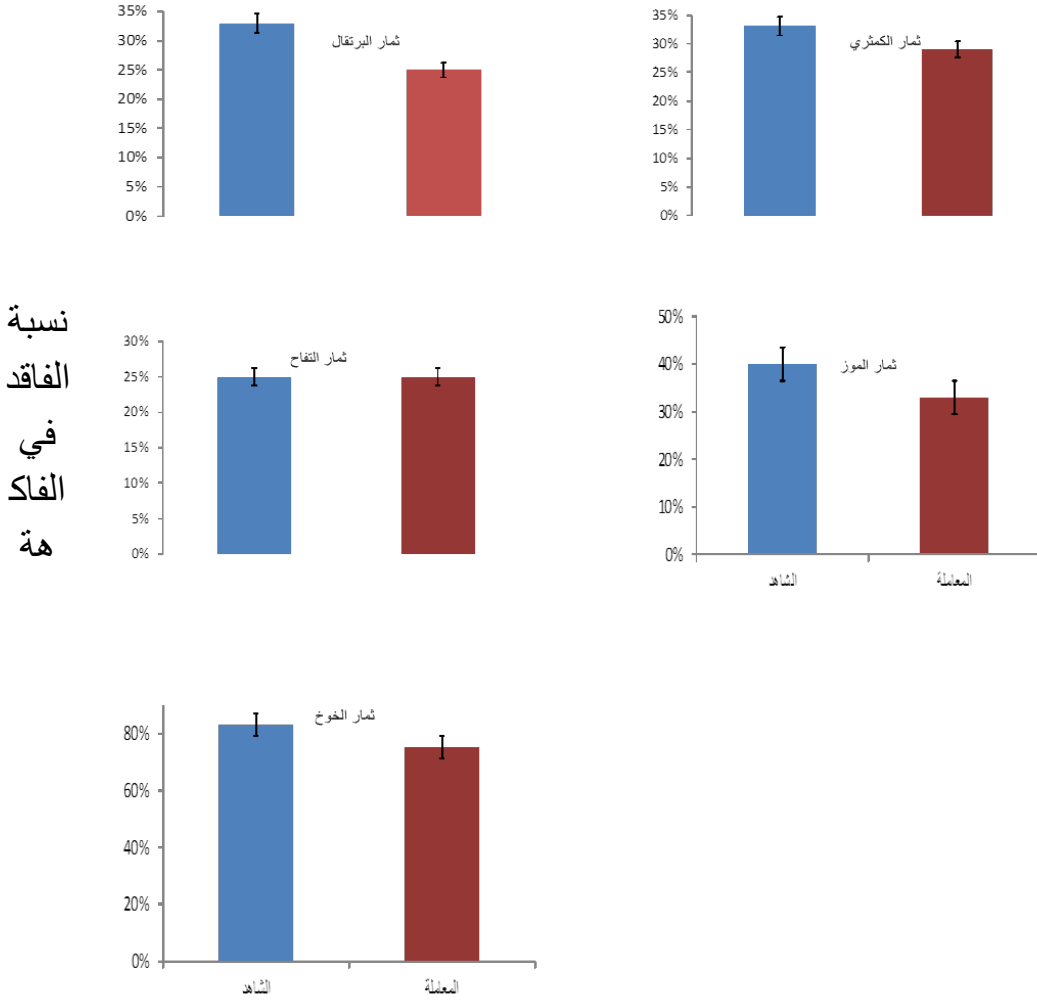 35%
30%
25%
20%
15%
10%
5%
0%
ثمار البرتقال
35%
30%
25%
20%
15%
10%
5%
0%
ثمار الكمثري
نسبة
الفاقد
في
الفاك
هة
30%
25%
20%
15%
10%
5%
0%
ثمار التفاح
50%
40%
30%
20%
10%
0%
ثمار الموز
الشاهد
المعاملة
80%
60%
40%
20%
0%
ثمار الخوخ
الشاهد
المعاملة